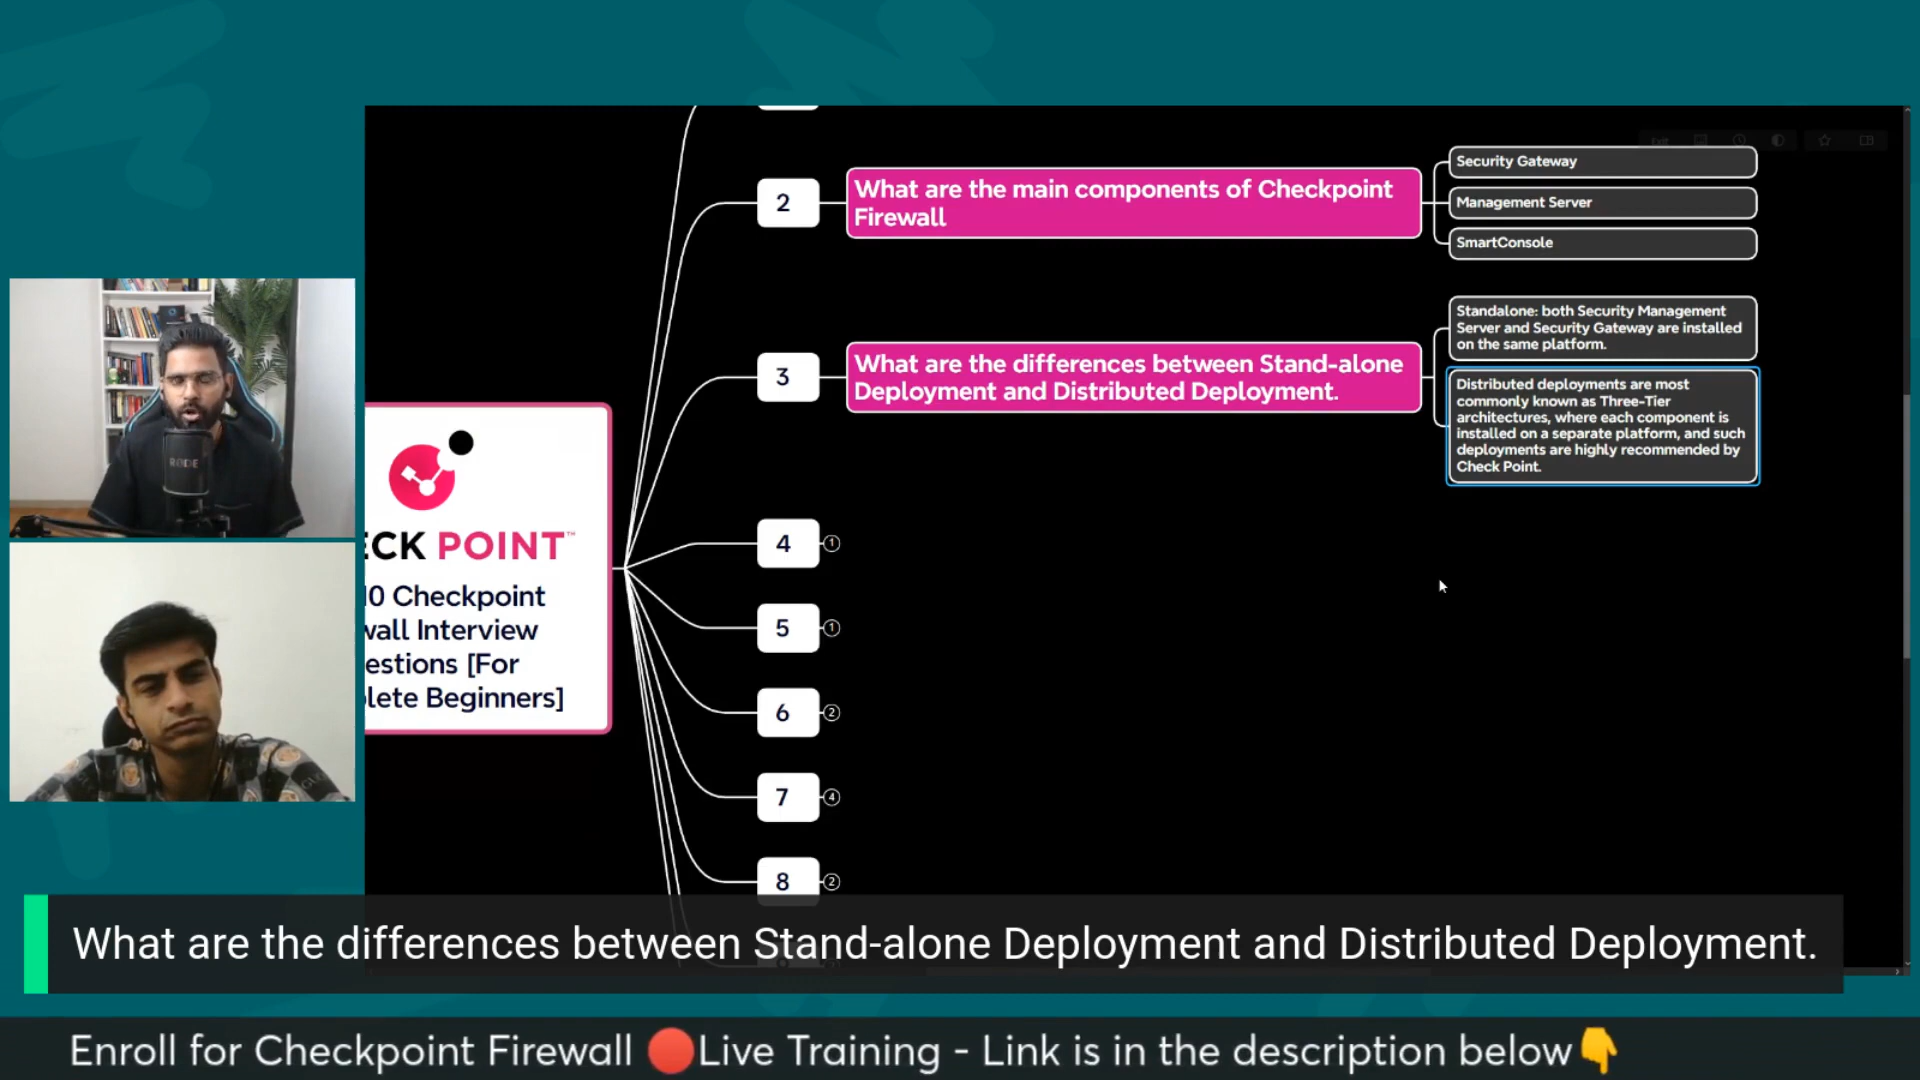 2
What are the main components of Checkpoint
Firewall
Security Gateway
Management Server
SmartConsole
3
What are the differences between Stand-alone
Deployment and Distributed Deployment.
Standalone: both Security Management
Server and Security Gateway are installed
on the same platform.
Distributed deployments are most
commonly known as Three-Tier
architectures, where each component is
installed on a separate platform, and such
deployments are highly recommended by
Check Point.
ECK POINT™
10 Checkpoint
wall Interview
estions [For
lete Beginners]
4 1
5 1
6 2
7 4
8 2
RØDE
What are the differences between Stand-alone Deployment and Distributed Deployment.
Enroll for Checkpoint Firewall 🔴Live Training - Link is in the description below👇